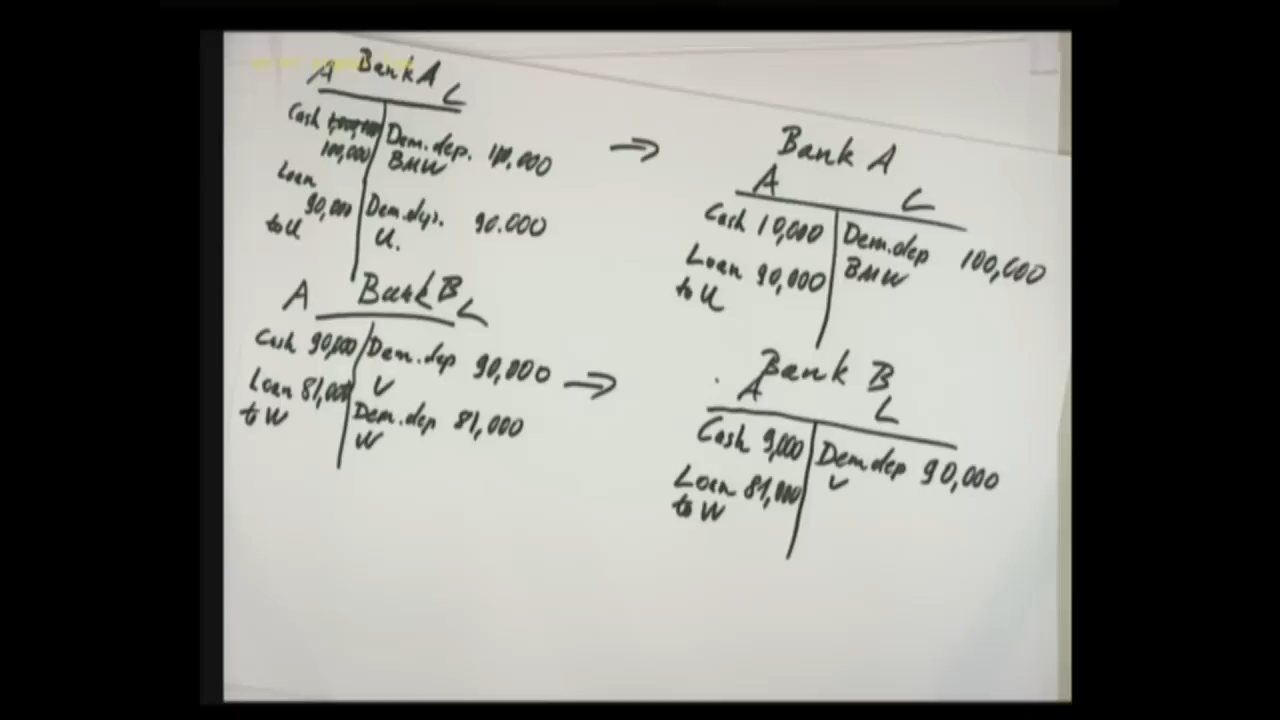 Bank A
A L
Cash 100,000 Dem. dep. 100,000
BMW
Loan 90,000 Dem. dep. 90.000
to U U.
Bank B
A L
Cash 90,000 Dem. dep 90,000
V
Loan 81,000 Dem. dep 81,000
to W W
⇒
Bank A
A L
Cash 10,000 Dem. dep 100,000
BMW
Loan 90,000
to U
⇒
Bank B
A L
Cash 9,000 Dem dep 90,000
V
Loan 81,000
to W